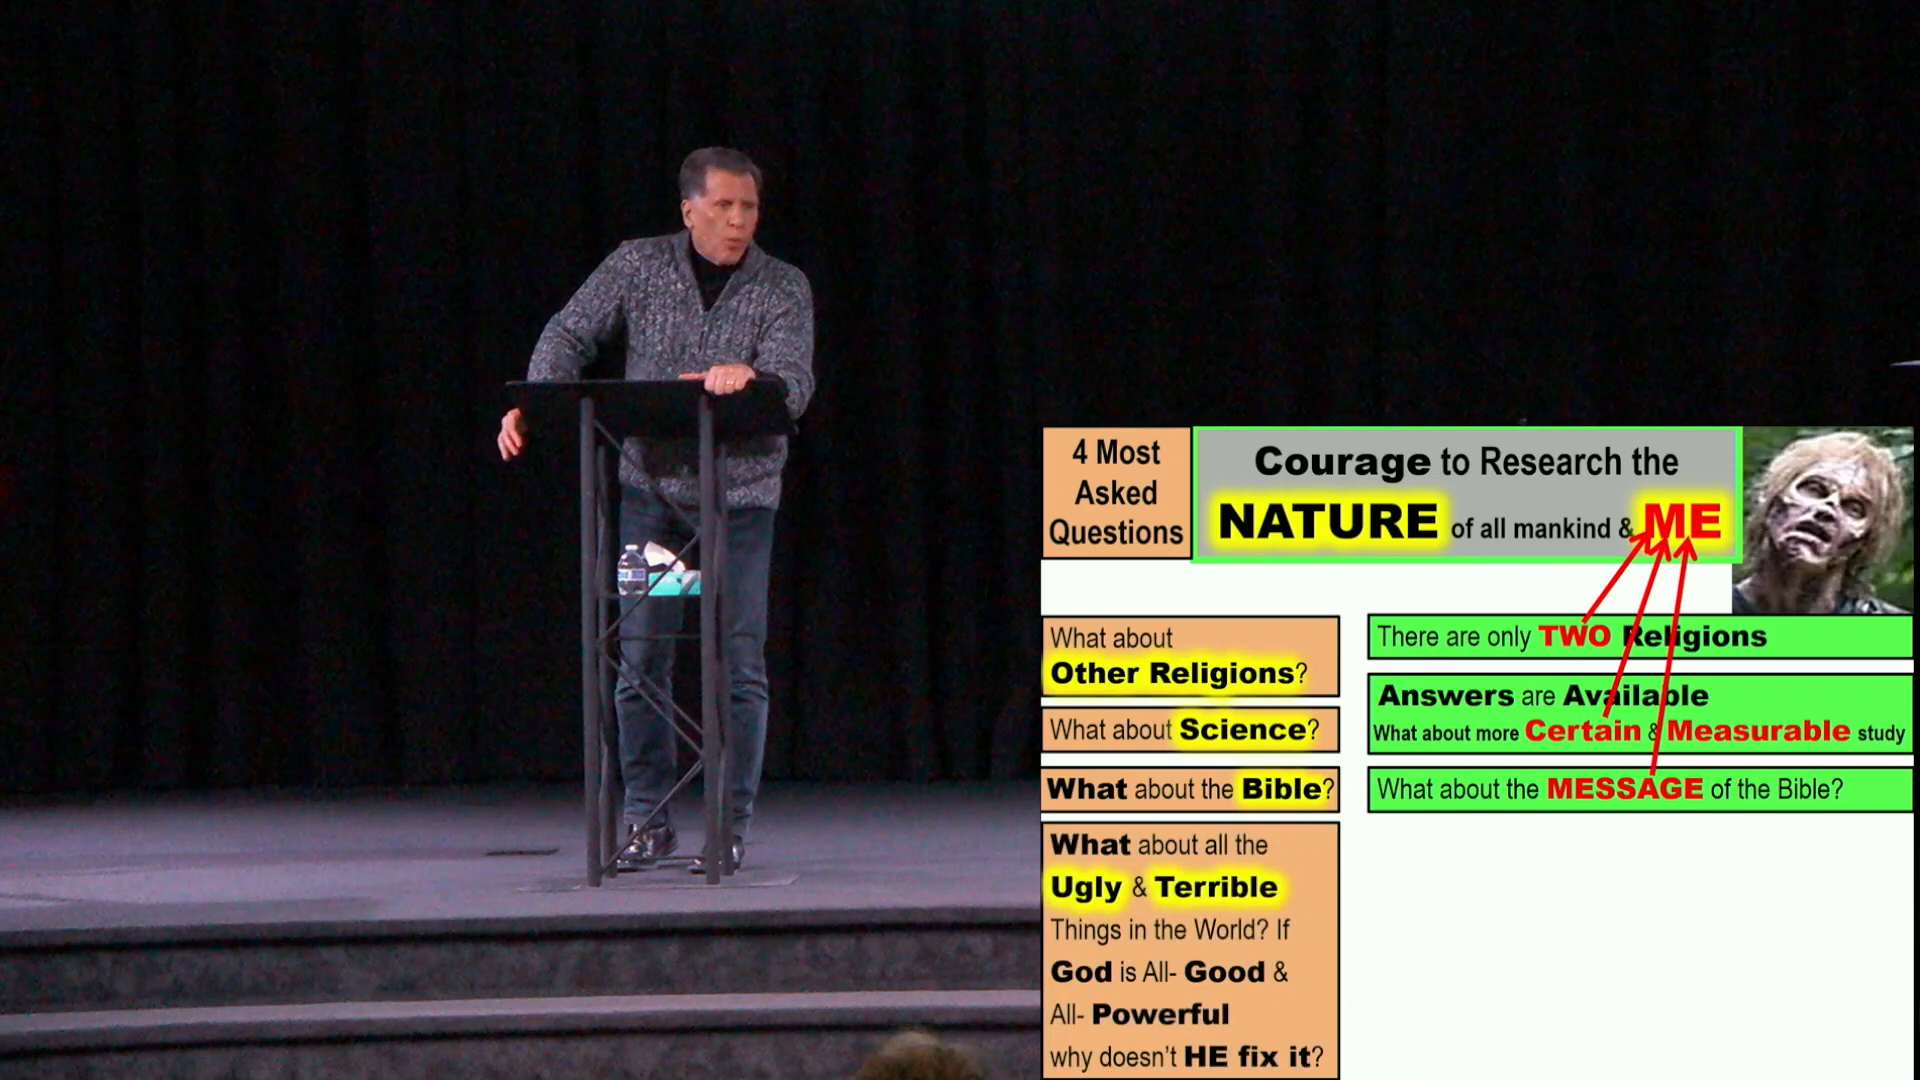 4 Most
Asked
Questions
Courage to Research the
NATURE of all mankind & ME
What about
Other Religions?
There are only TWO Religions
What about Science?
Answers are Available
What about more Certain & Measurable study
What about the Bible?
What about the MESSAGE of the Bible?
What about all the
Ugly & Terrible
Things in the World? If
God is All- Good &
All- Powerful
why doesn't HE fix it?